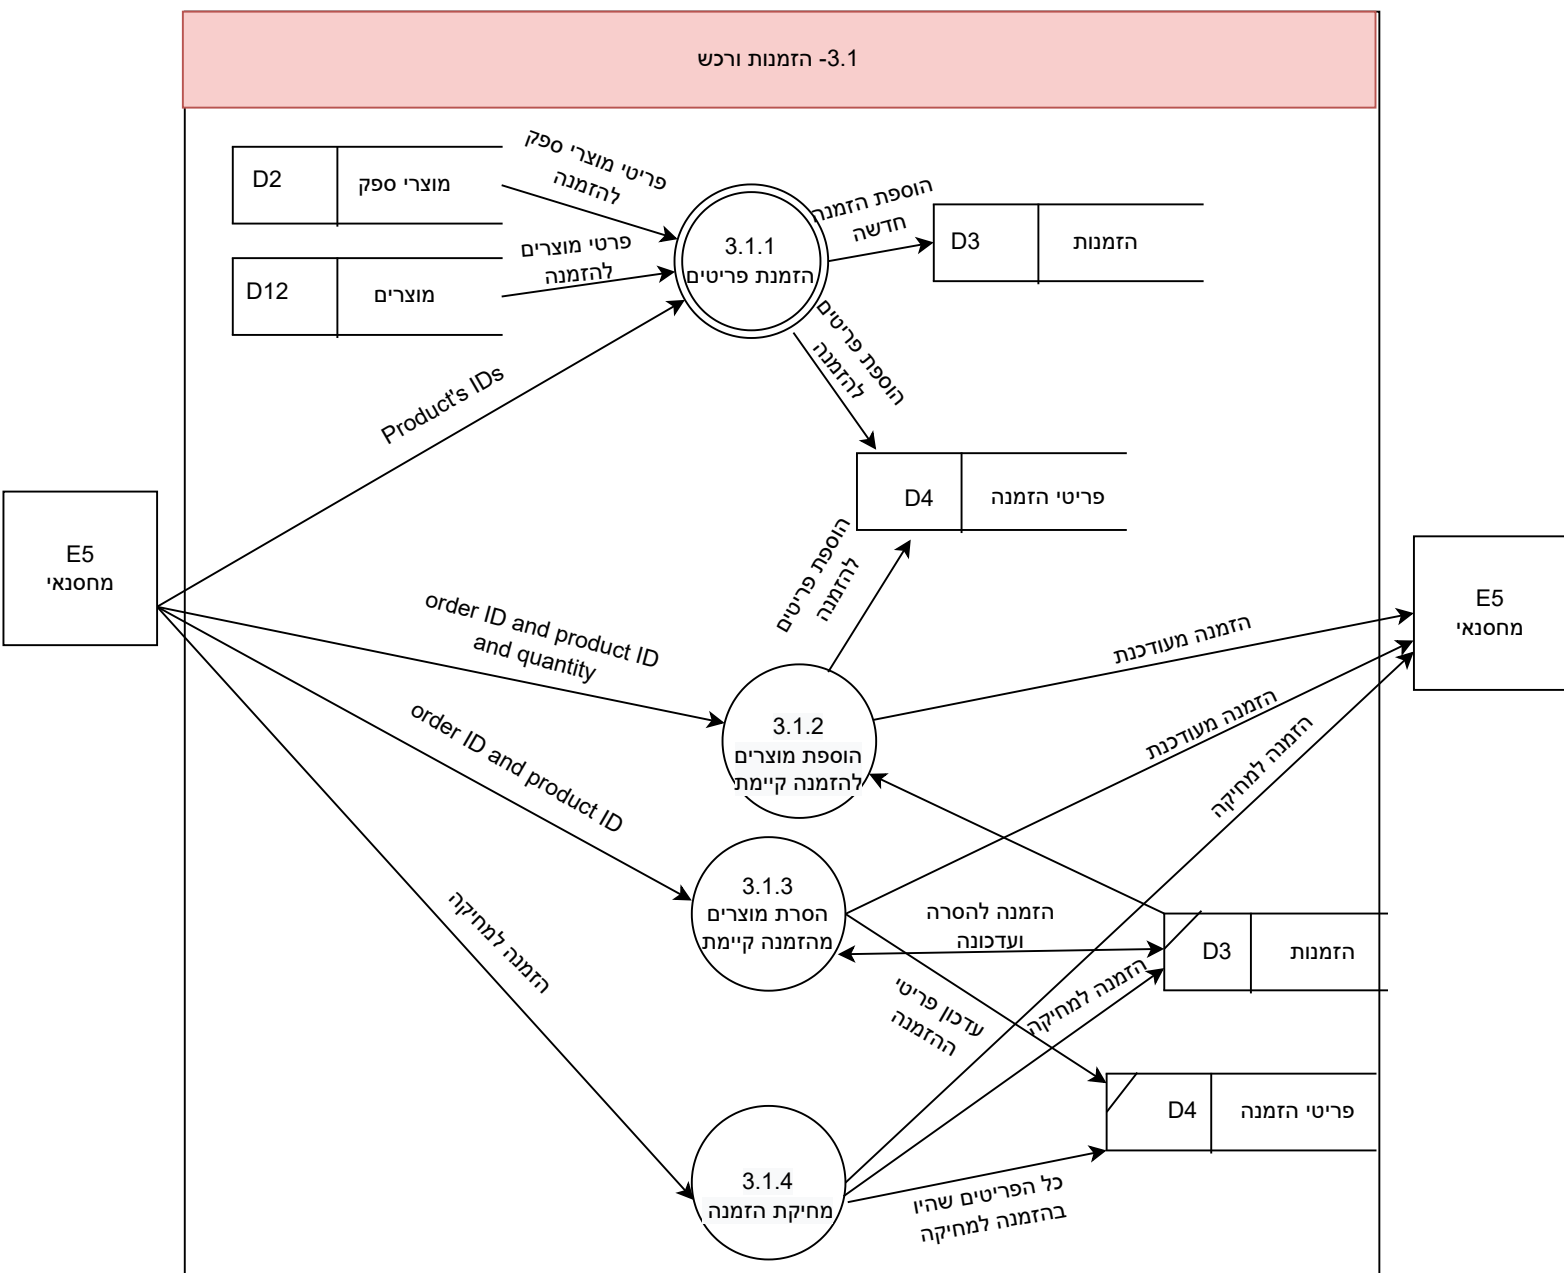 3.1- הזמנות ורכש
D2
מוצרי ספק
פריטי מוצרי ספק
להזמנה
D12
מוצרים
פרטי מוצרים
להזמנה
3.1.1
הזמנת פריטים
הוספת הזמנה
חדשה
D3
הזמנות
הוספת פריטים
להזמנה
Product's IDs
D4
פריטי הזמנה
E5
מחסנאי
הוספת פריטים
להזמנה
order ID and product ID
and quantity
E5
מחסנאי
הזמנה מעודכנת
3.1.2
הוספת מוצרים
להזמנה קיימת
order ID and product ID
הזמנה מעודכנת
הזמנה למחיקה
3.1.3
הסרת מוצרים
מהזמנה קיימת
הזמנה להסרה
ועדכונה
D3
הזמנות
הזמנה למחיקה
עדכון פריטי
ההזמנה
הזמנה למחיקה
D4
פריטי הזמנה
3.1.4
מחיקת הזמנה
כל הפריטים שהיו
בהזמנה למחיקה